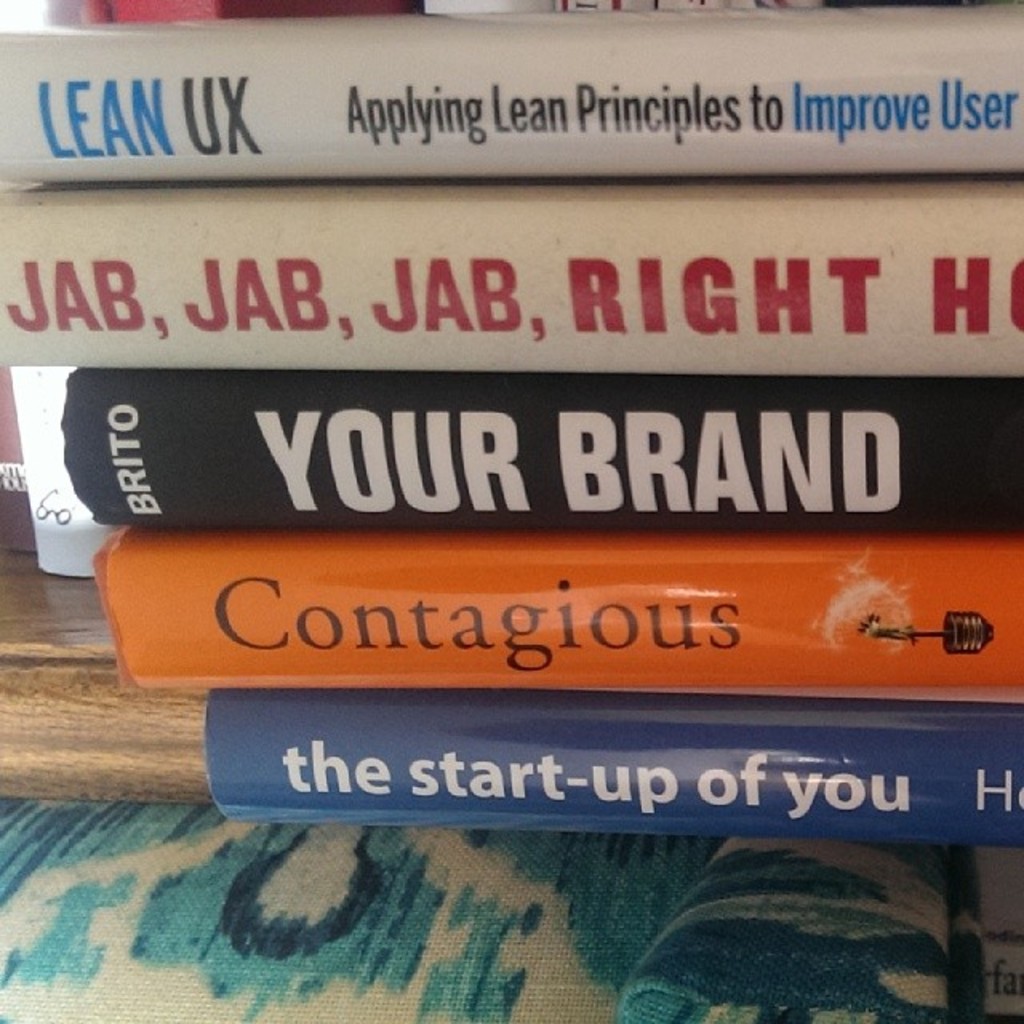 LEAN UX Applying Lean Principles to Improve User
JAB, JAB, JAB, RIGHT HO
BRITO YOUR BRAND
Contagious
the start-up of you